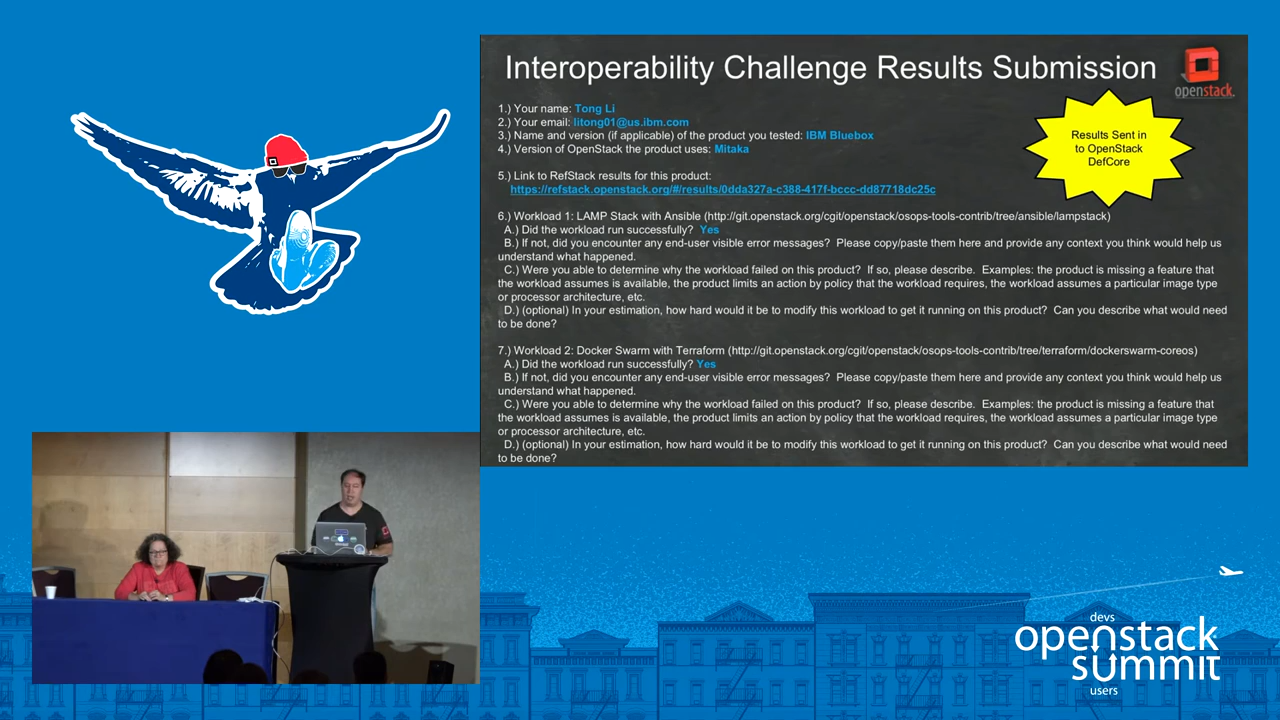 Interoperability Challenge Results Submission
openstack.
Results Sent in
to OpenStack
DefCore
1.) Your name: Tong Li
2.) Your email: litong01@us.ibm.com
3.) Name and version (if applicable) of the product you tested: IBM Bluebox
4.) Version of OpenStack the product uses: Mitaka
5.) Link to RefStack results for this product:
https://refstack.openstack.org/#/results/0dda327a-c388-417f-bccc-dd87718dc25c
6.) Workload 1: LAMP Stack with Ansible (http://git.openstack.org/cgit/openstack/osops-tools-contrib/tree/ansible/lampstack)
A.) Did the workload run successfully? Yes
B.) If not, did you encounter any end-user visible error messages? Please copy/paste them here and provide any context you think would help us
understand what happened.
C.) Were you able to determine why the workload failed on this product? If so, please describe. Examples: the product is missing a feature that
the workload assumes is available, the product limits an action by policy that the workload requires, the workload assumes a particular image type
or processor architecture, etc.
D.) (optional) In your estimation, how hard would it be to modify this workload to get it running on this product? Can you describe what would need
to be done?
7.) Workload 2: Docker Swarm with Terraform (http://git.openstack.org/cgit/openstack/osops-tools-contrib/tree/terraform/dockerswarm-coreos)
A.) Did the workload run successfully? Yes
B.) If not, did you encounter any end-user visible error messages? Please copy/paste them here and provide any context you think would help us
understand what happened.
C.) Were you able to determine why the workload failed on this product? If so, please describe. Examples: the product is missing a feature that
the workload assumes is available, the product limits an action by policy that the workload requires, the workload assumes a particular image type
or processor architecture, etc.
D.) (optional) In your estimation, how hard would it be to modify this workload to get it running on this product? Can you describe what would need
to be done?
devs
openstack
summit
users